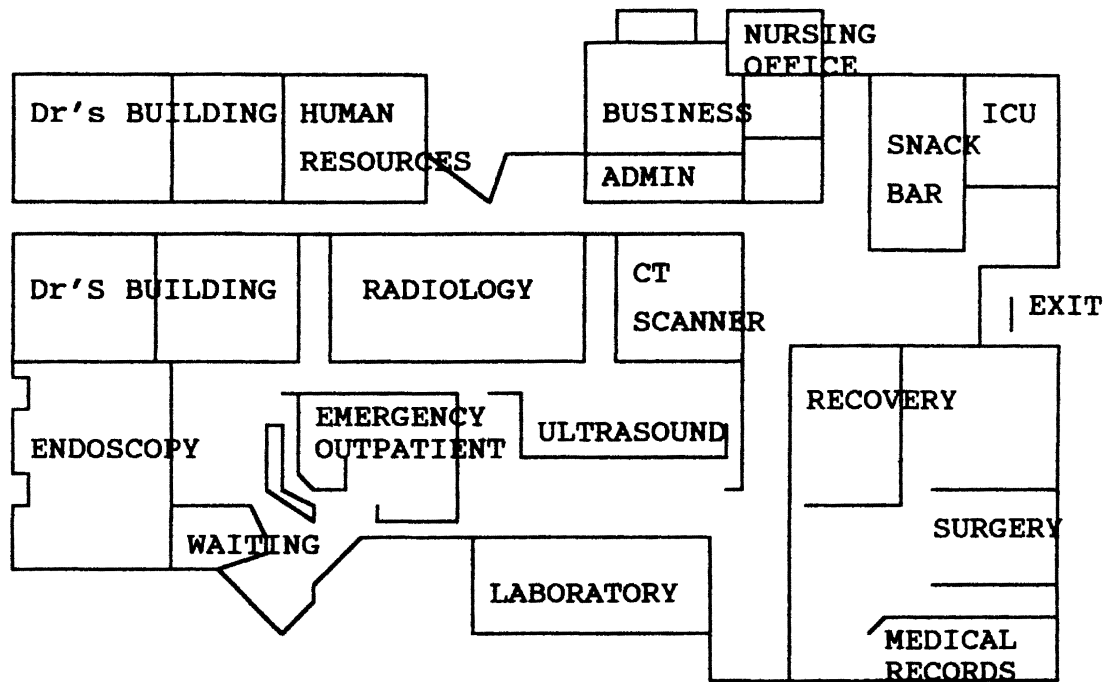 NURSING
OFFICE
Dr's BUILDING
HUMAN
RESOURCES
BUSINESS
ADMIN
SNACK
BAR
ICU
Dr'S BUILDING
RADIOLOGY
CT
SCANNER
EXIT
RECOVERY
ENDOSCOPY
EMERGENCY
OUTPATIENT
ULTRASOUND
SURGERY
WAITING
LABORATORY
MEDICAL
RECORDS